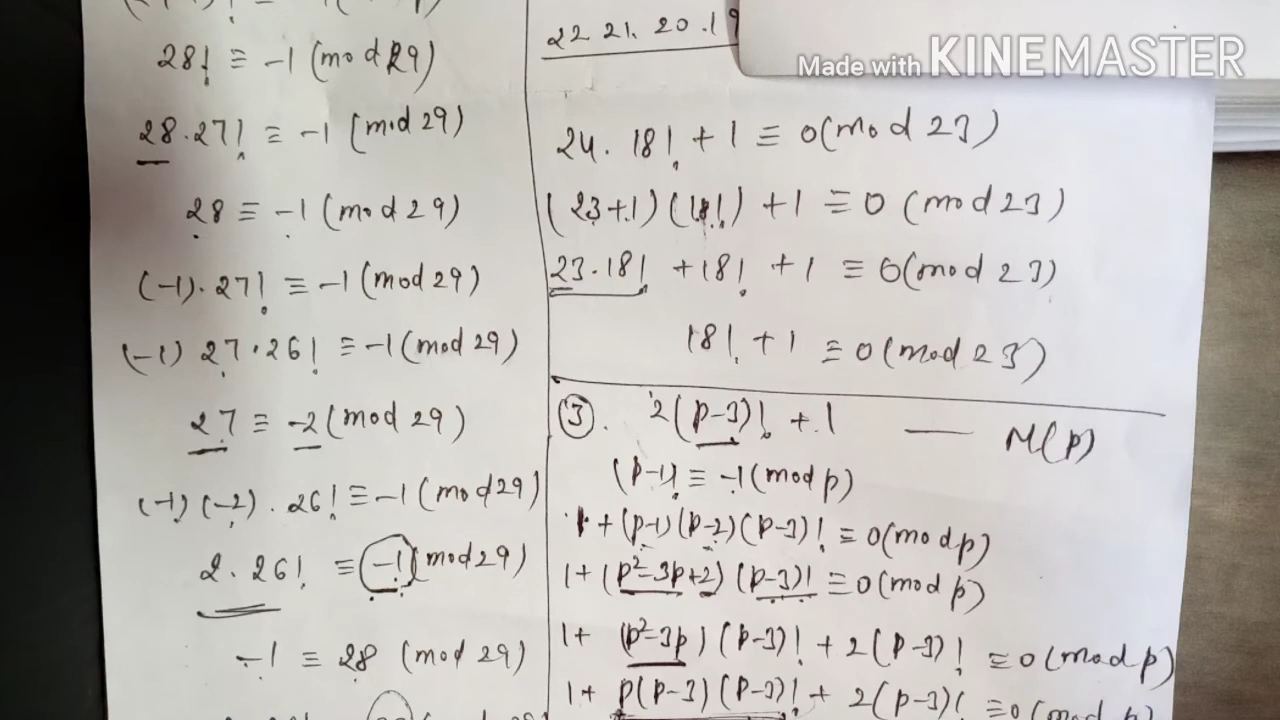 28! ≡ -1 (mod 29)
28.27! ≡ -1 (mod 29)
28 ≡ -1 (mod 29)
(-1).27! ≡ -1 (mod 29)
(-1) 27.26! ≡ -1 (mod 29)
27 ≡ -2 (mod 29)
(-1) (-2) . 26! ≡ -1 (mod 29)
2.26! ≡ (-1) (mod 29)
-1 ≡ 28 (mod 29)
22 21. 20 .19
Made with KINEMASTER
24. 18! + 1 ≡ 0 (mod 23)
(23+1) (18!) + 1 ≡ 0 (mod 23)
23.18! + 18! + 1 ≡ 0 (mod 23)
18! + 1 ≡ 0 (mod 23)
3. 2(p-3)! + 1 — M(p)
(p-1)! ≡ -1 (mod p)
1 + (p-1) (p-2) (p-3)! ≡ 0 (mod p)
1 + (p²-3p+2) (p-3)! ≡ 0 (mod p)
1 + (p²-3p) (p-3)! + 2(p-3)! ≡ 0 (mod p)
1 + p(p-3) (p-3)! + 2(p-3)! ≡ 0 (mod p)